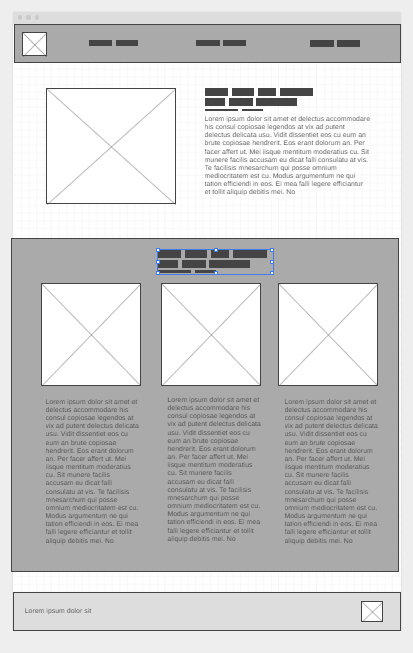 Lorem ipsum dolor sit amet et delectus accommodare
his consul copiosae legendos at vix ad putent
delectus delicata usu. Vidit dissentiet eos cu eum an
brute copiosae hendrerit. Eos erant dolorum an. Per
facer affert ut. Mei iisque mentitum moderatius cu. Sit
munere facilis accusam eu dicat falli consulatu at vis.
Te facilisis mnesarchum qui posse omnium
mediocritatem est cu. Modus argumentum ne qui
tation efficiendi in eos. Ei mea falli legere efficiantur
et tollit aliquip debitis mei. No
Lorem ipsum dolor sit amet et
delectus accommodare his
consul copiosae legendos at
vix ad putent delectus delicata
usu. Vidit dissentiet eos cu
eum an brute copiosae
hendrerit. Eos erant dolorum
an. Per facer affert ut. Mei
iisque mentitum moderatius
cu. Sit munere facilis
accusam eu dicat falli
consulatu at vis. Te facilisis
mnesarchum qui posse
omnium mediocritatem est cu.
Modus argumentum ne qui
tation efficiendi in eos. Ei mea
falli legere efficiantur et tollit
aliquip debitis mei. No
Lorem ipsum dolor sit amet et
delectus accommodare his
consul copiosae legendos at
vix ad putent delectus delicata
usu. Vidit dissentiet eos cu
eum an brute copiosae
hendrerit. Eos erant dolorum
an. Per facer affert ut. Mei
iisque mentitum moderatius
cu. Sit munere facilis
accusam eu dicat falli
consulatu at vis. Te facilisis
mnesarchum qui posse
omnium mediocritatem est cu.
Modus argumentum ne qui
tation efficiendi in eos. Ei mea
falli legere efficiantur et tollit
aliquip debitis mei. No
Lorem ipsum dolor sit amet et
delectus accommodare his
consul copiosae legendos at
vix ad putent delectus delicata
usu. Vidit dissentiet eos cu
eum an brute copiosae
hendrerit. Eos erant dolorum
an. Per facer affert ut. Mei
iisque mentitum moderatius
cu. Sit munere facilis
accusam eu dicat falli
consulatu at vis. Te facilisis
mnesarchum qui posse
omnium mediocritatem est cu.
Modus argumentum ne qui
tation efficiendi in eos. Ei mea
falli legere efficiantur et tollit
aliquip debitis mei. No
Lorem ipsum dolor sit